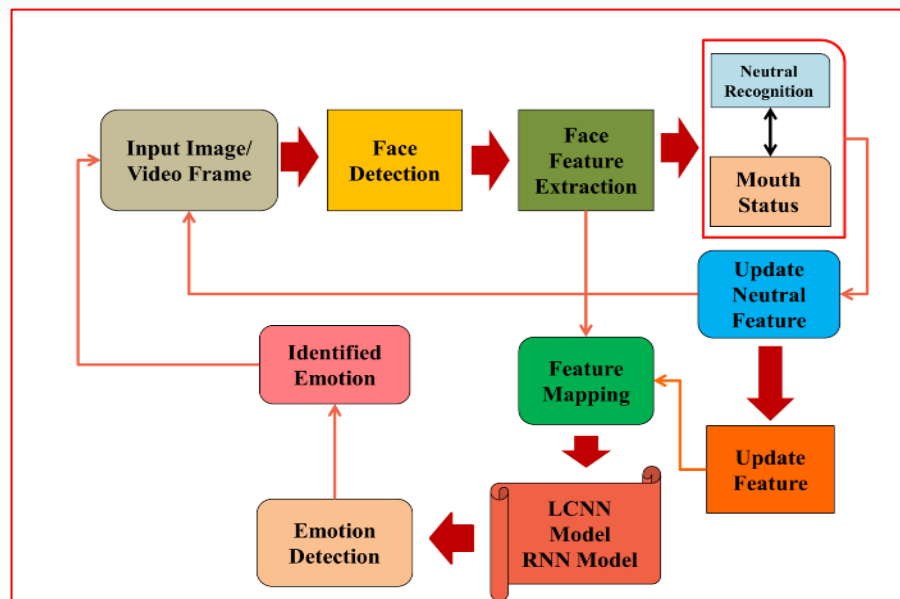 Input Image/
Video Frame
Face
Detection
Face
Feature
Extraction
Neutral
Recognition
Mouth
Status
Update
Neutral
Feature
Identified
Emotion
Feature
Mapping
Update
Feature
Emotion
Detection
LCNN
Model
RNN Model